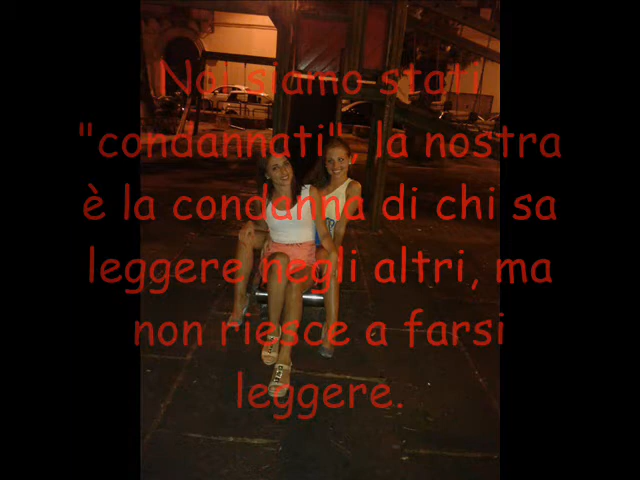 Noi siamo stati
"condannati", la nostra
è la condanna di chi sa
leggere negli altri, ma
non riesce a farsi
leggere.